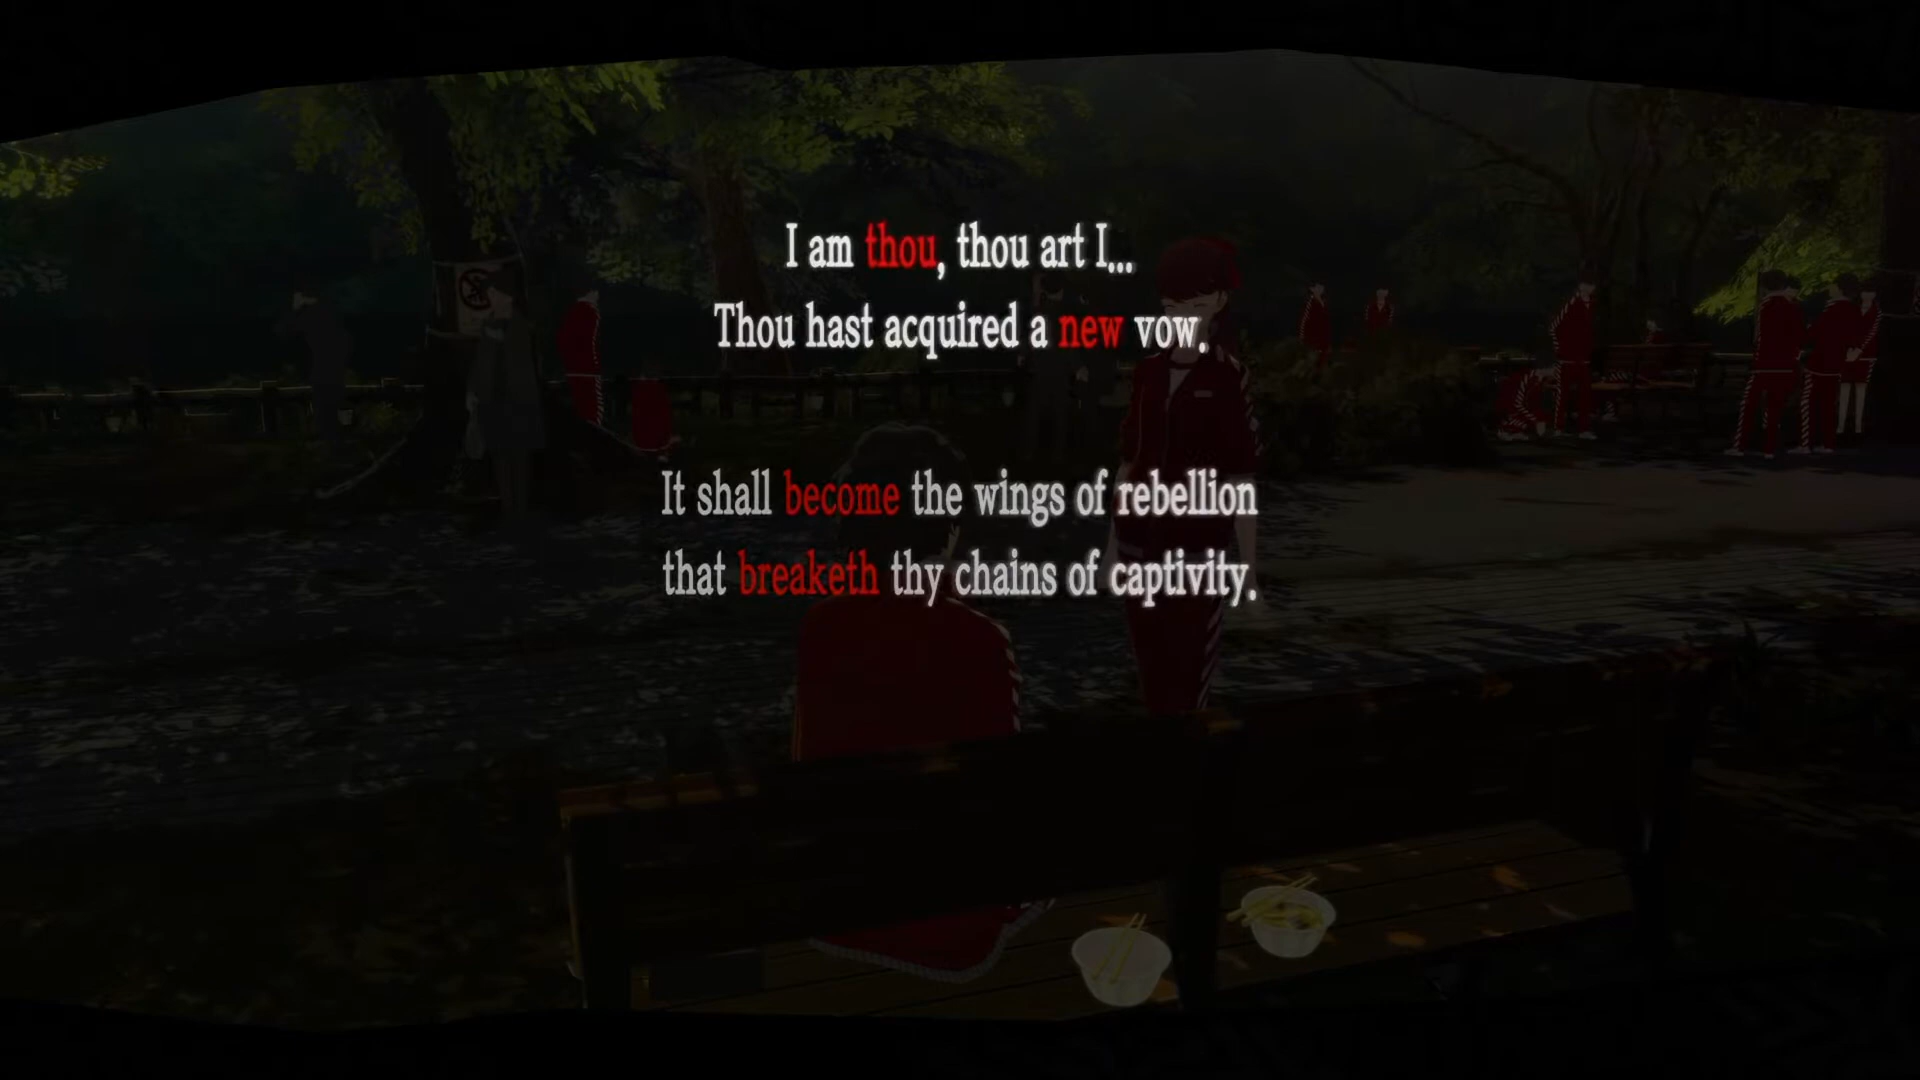 I am thou, thou art I...
Thou hast acquired a new vow.
It shall become the wings of rebellion
that breaketh thy chains of captivity.